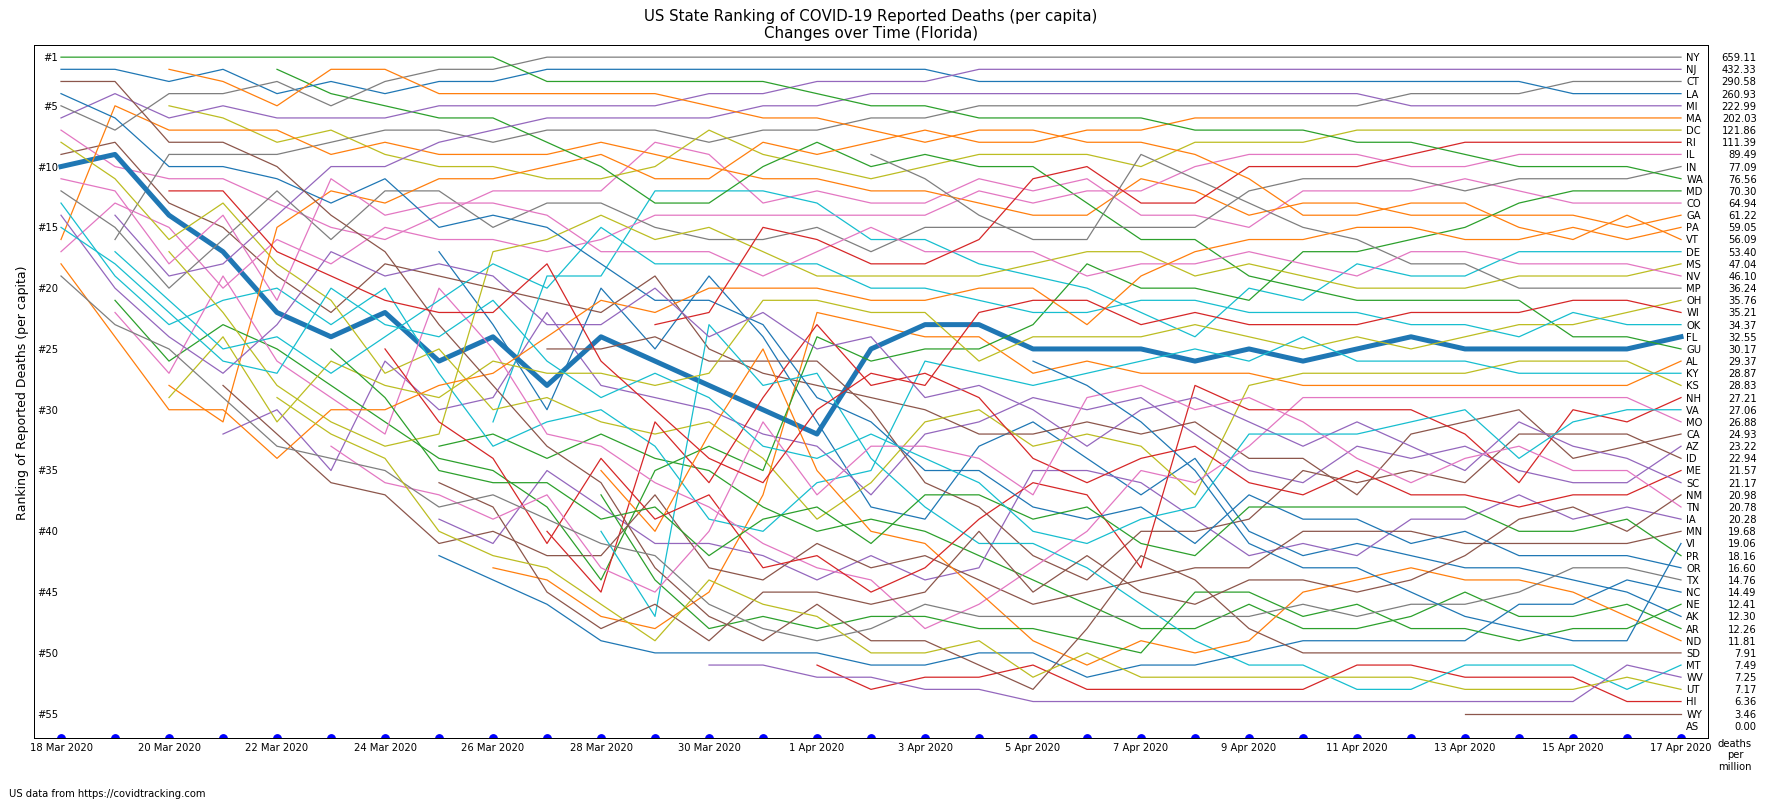 US State Ranking of COVID-19 Reported Deaths (per capita)
Changes over Time (Florida)
Ranking of Reported Deaths (per capita)
#1
#5
#10
#15
#20
#25
#30
#35
#40
#45
#50
#55
NY 659.11
NJ 432.33
CT 290.58
LA 260.93
MI 222.99
MA 202.03
DC 121.86
RI 111.39
IL 89.49
IN 77.09
WA 76.56
MD 70.30
CO 64.94
GA 61.22
PA 59.05
VT 56.09
DE 53.40
MS 47.04
NV 46.10
MP 36.24
OH 35.76
WI 35.21
OK 34.37
FL 32.55
GU 30.17
AL 29.37
KY 28.87
KS 28.83
NH 27.21
VA 27.06
MO 26.88
CA 24.93
AZ 23.22
ID 22.94
ME 21.57
SC 21.17
NM 20.98
TN 20.78
IA 20.28
MN 19.68
VI 19.06
PR 18.16
OR 16.60
TX 14.76
NC 14.49
NE 12.41
AK 12.30
AR 12.26
ND 11.81
SD 7.91
MT 7.49
WV 7.25
UT 7.17
HI 6.36
WY 3.46
AS 0.00
18 Mar 2020 20 Mar 2020 22 Mar 2020 24 Mar 2020 26 Mar 2020 28 Mar 2020 30 Mar 2020 1 Apr 2020 3 Apr 2020 5 Apr 2020 7 Apr 2020 9 Apr 2020 11 Apr 2020 13 Apr 2020 15 Apr 2020 17 Apr 2020
deaths
per
million
US data from https://covidtracking.com